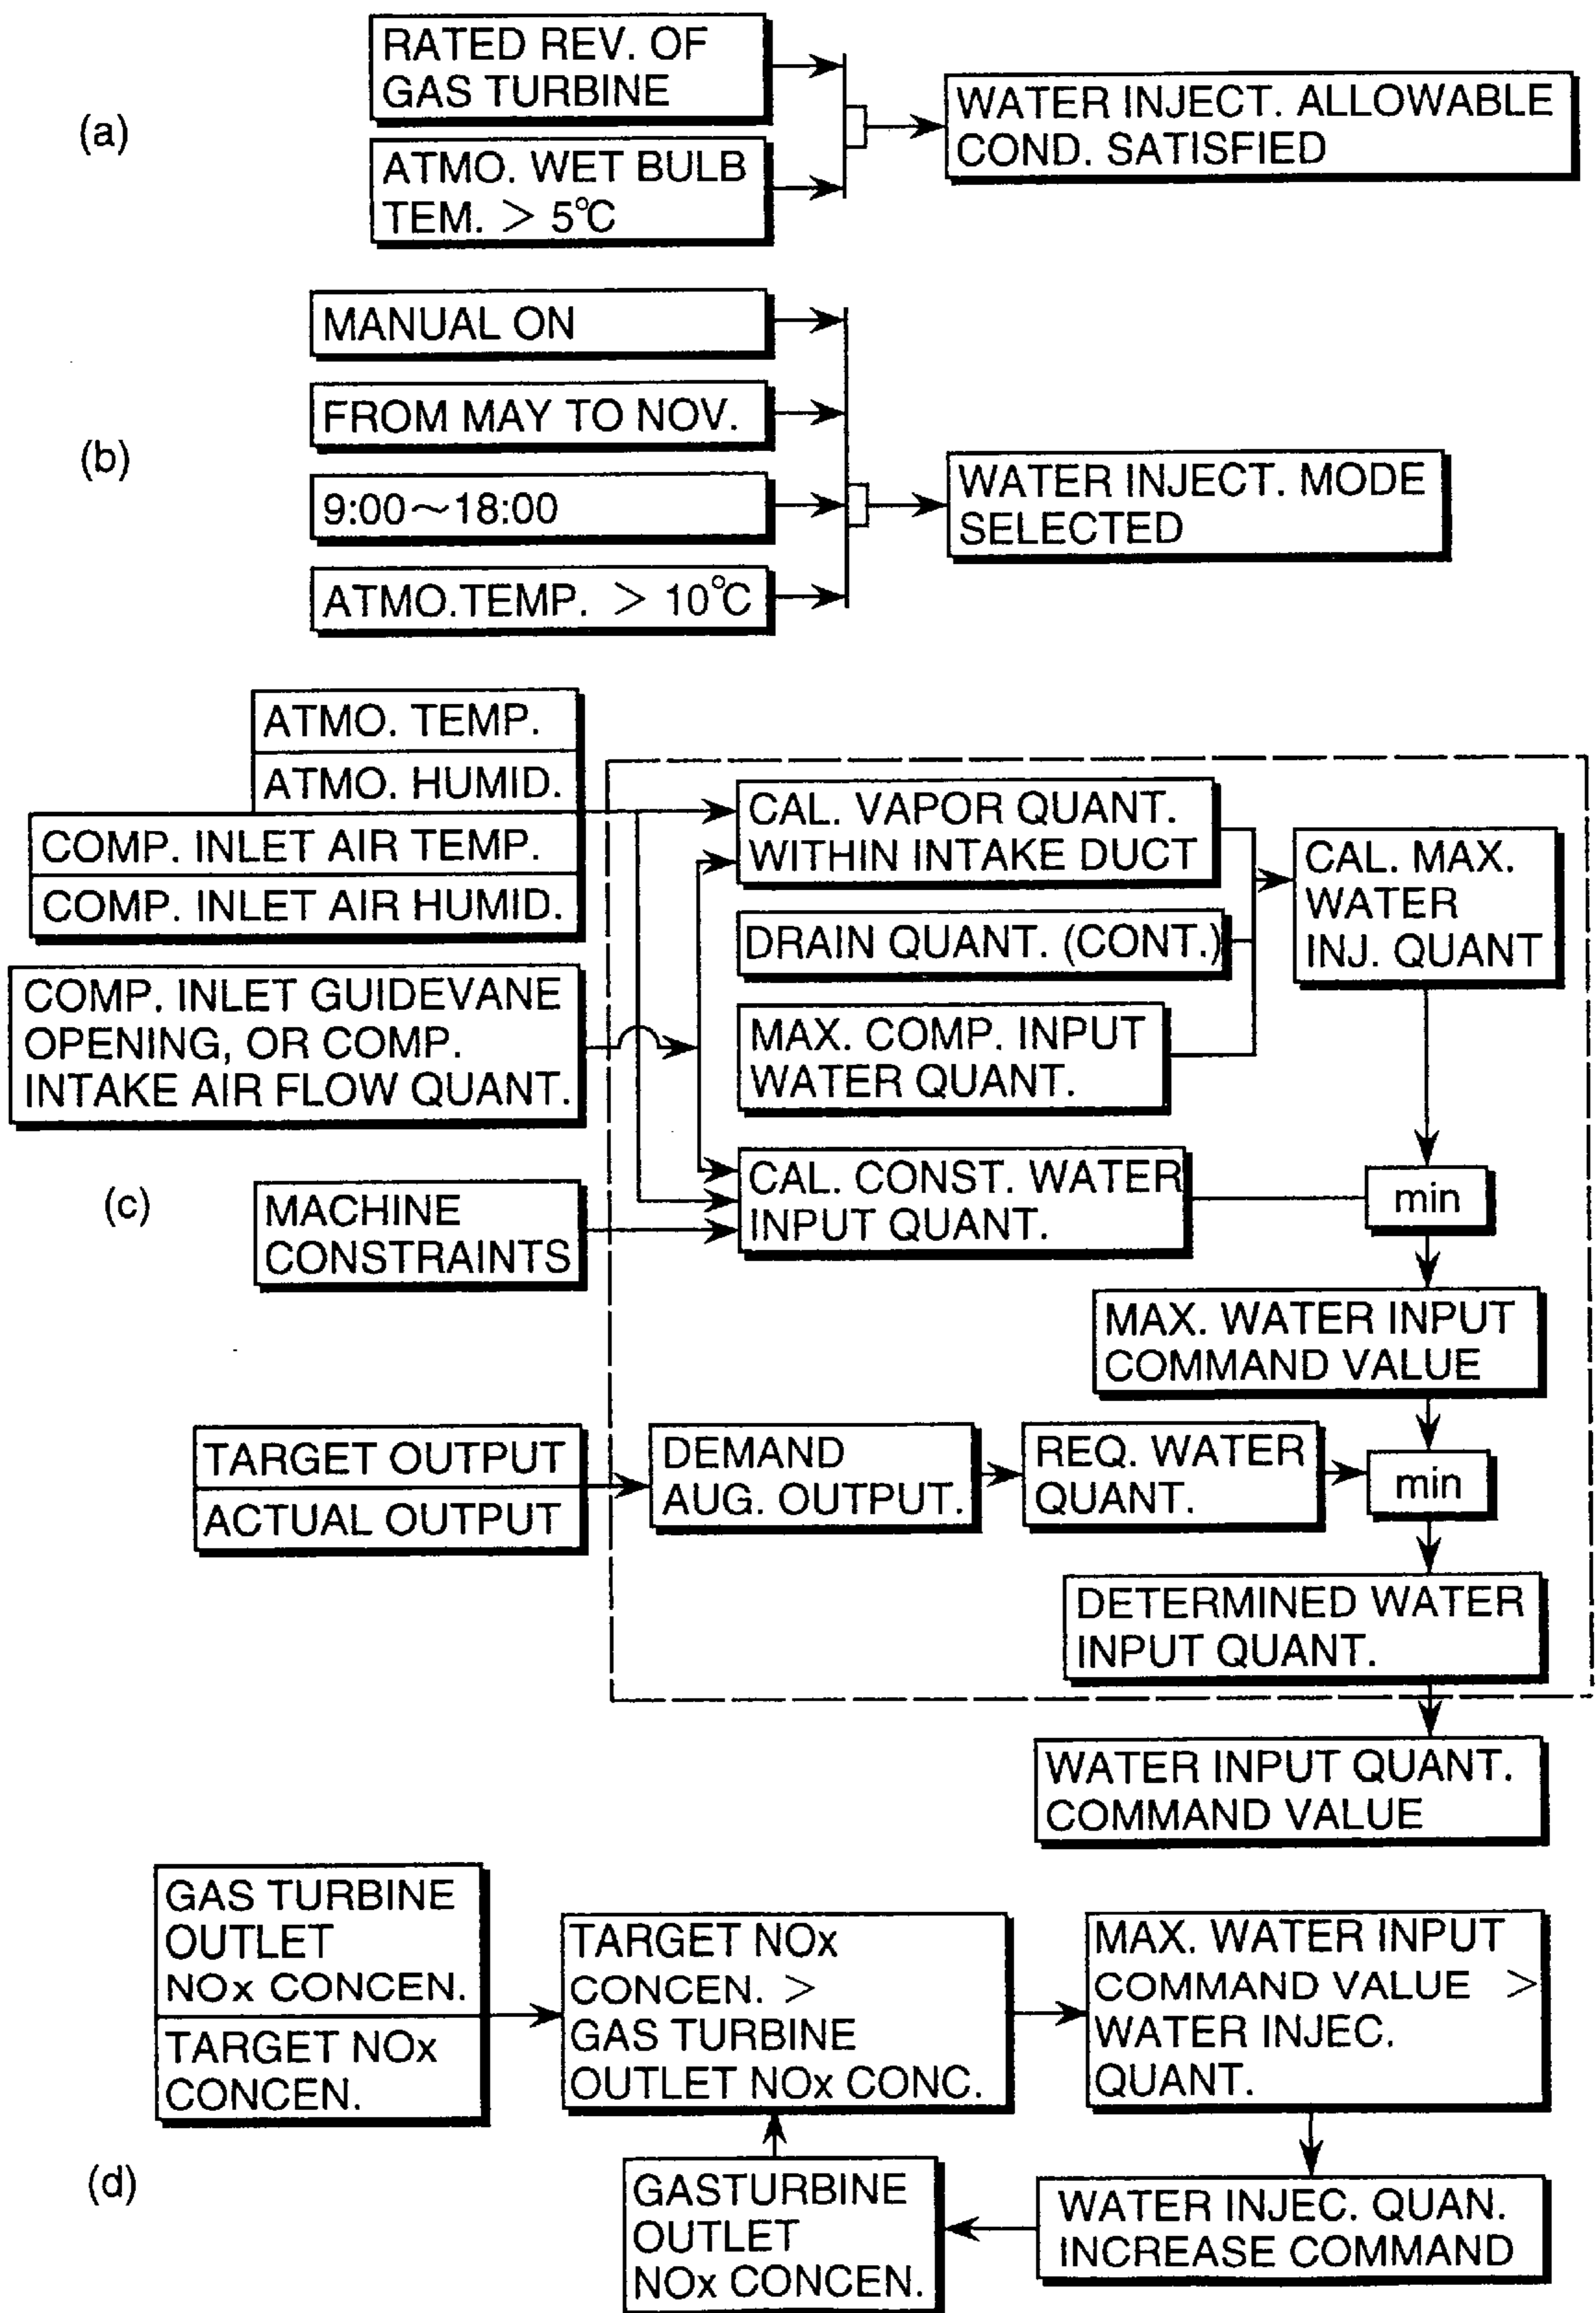 (a)
RATED REV. OF
GAS TURBINE
ATMO. WET BULB
TEM. > 5°C
WATER INJECT. ALLOWABLE
COND. SATISFIED
(b)
MANUAL ON
FROM MAY TO NOV.
9:00～18:00
ATMO.TEMP. > 10°C
WATER INJECT. MODE
SELECTED
(c)
ATMO. TEMP.
ATMO. HUMID.
COMP. INLET AIR TEMP.
COMP. INLET AIR HUMID.
COMP. INLET GUIDEVANE
OPENING, OR COMP.
INTAKE AIR FLOW QUANT.
MACHINE
CONSTRAINTS
CAL. VAPOR QUANT.
WITHIN INTAKE DUCT
DRAIN QUANT. (CONT.)
MAX. COMP. INPUT
WATER QUANT.
CAL. CONST. WATER
INPUT QUANT.
CAL. MAX.
WATER
INJ. QUANT
min
MAX. WATER INPUT
COMMAND VALUE
TARGET OUTPUT
ACTUAL OUTPUT
DEMAND
AUG. OUTPUT.
REQ. WATER
QUANT.
min
DETERMINED WATER
INPUT QUANT.
WATER INPUT QUANT.
COMMAND VALUE
(d)
GAS TURBINE
OUTLET
NOx CONCEN.
TARGET NOx
CONCEN.
TARGET NOx
CONCEN. >
GAS TURBINE
OUTLET NOx CONC.
MAX. WATER INPUT
COMMAND VALUE >
WATER INJEC.
QUANT.
WATER INJEC. QUAN.
INCREASE COMMAND
GASTURBINE
OUTLET
NOx CONCEN.